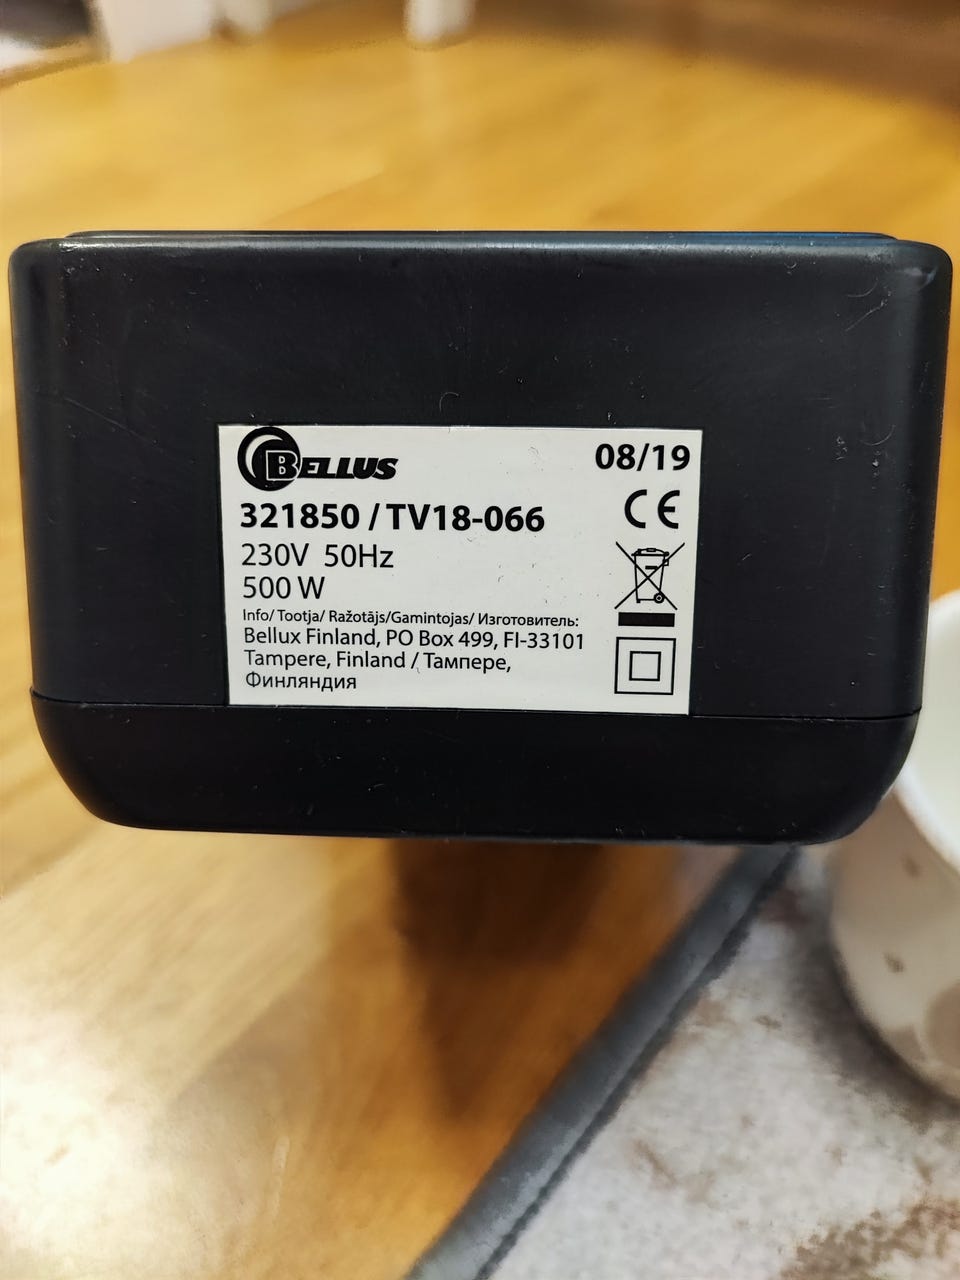 BELLUS
08/19
321850 / TV18-066
CE
230V 50Hz
500 W
Info/ Tootja/ Ražotājs/Gamintojas/ Изготовитель:
Bellux Finland, PO Box 499, FI-33101
Tampere, Finland / Тампере,
Финляндия